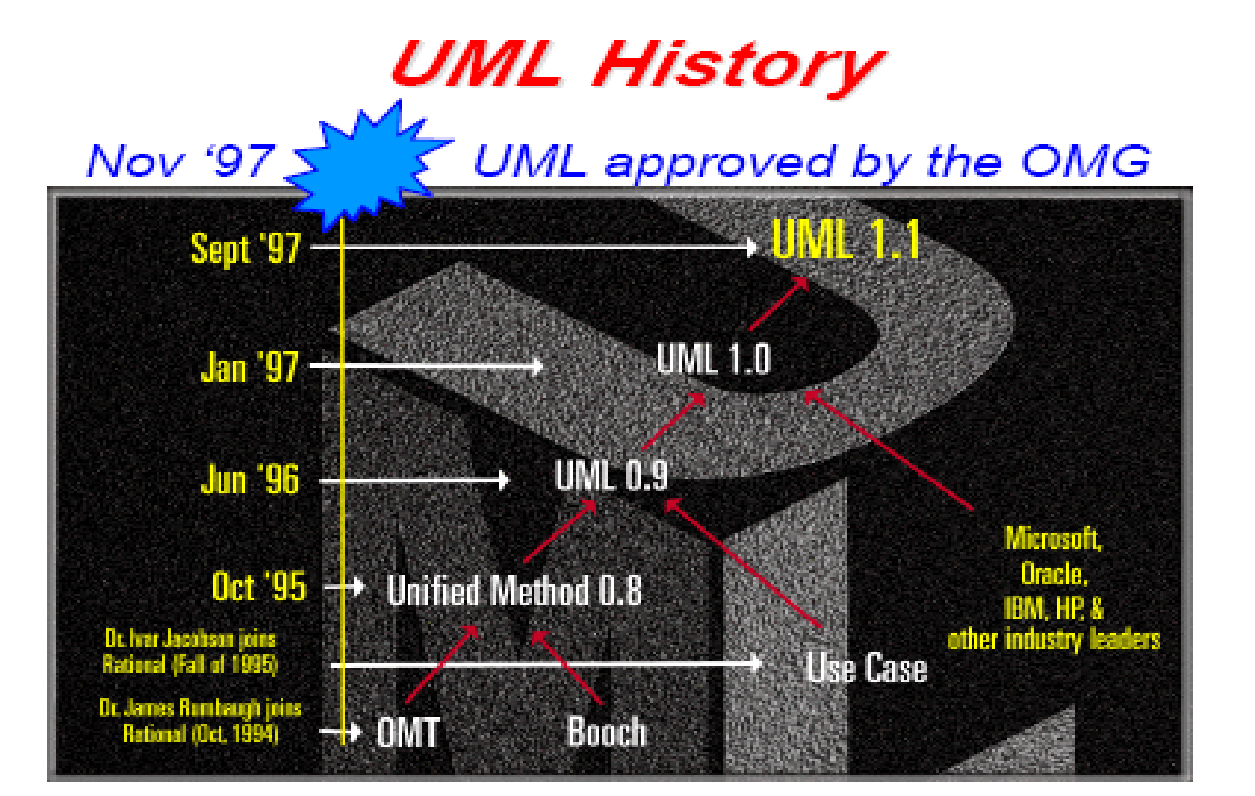 UML History
Nov ‘97 UML approved by the OMG
Sept '97 UML 1.1
Jan '97 UML 1.0
Jun '96 UML 0.9
Microsoft,
Oracle,
IBM, HP, &
other industry leaders
Oct '95 Unified Method 0.8
Dr. Ivar Jacobson joins
Rational (Fall of 1995)
Use Case
Dr. James Rumbaugh joins
Rational (Oct. 1994)
OMT Booch